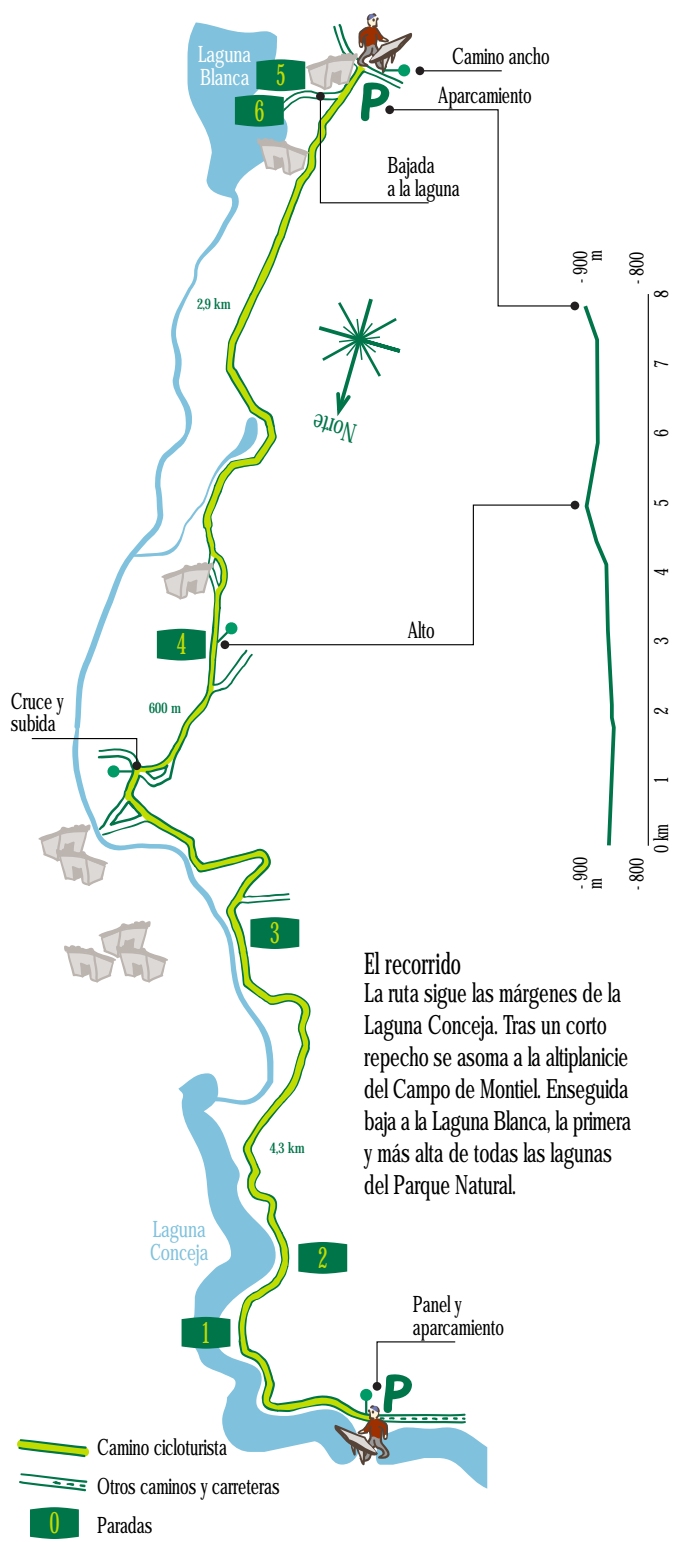 Laguna
Blanca
5
6
P
Camino ancho
Aparcamiento
Bajada
a la laguna
2,9 km
Norte
- 900
m
- 800
8
7
6
5
4
3
2
1
0 km
- 900
m
- 800
4
Alto
600 m
Cruce y
subida
3
El recorrido
La ruta sigue las márgenes de la
Laguna Conceja. Tras un corto
repecho se asoma a la altiplanicie
del Campo de Montiel. Enseguida
baja a la Laguna Blanca, la primera
y más alta de todas las lagunas
del Parque Natural.
4,3 km
Laguna
Conceja
2
1
Panel y
aparcamiento
P
Camino cicloturista
Otros caminos y carreteras
0
Paradas